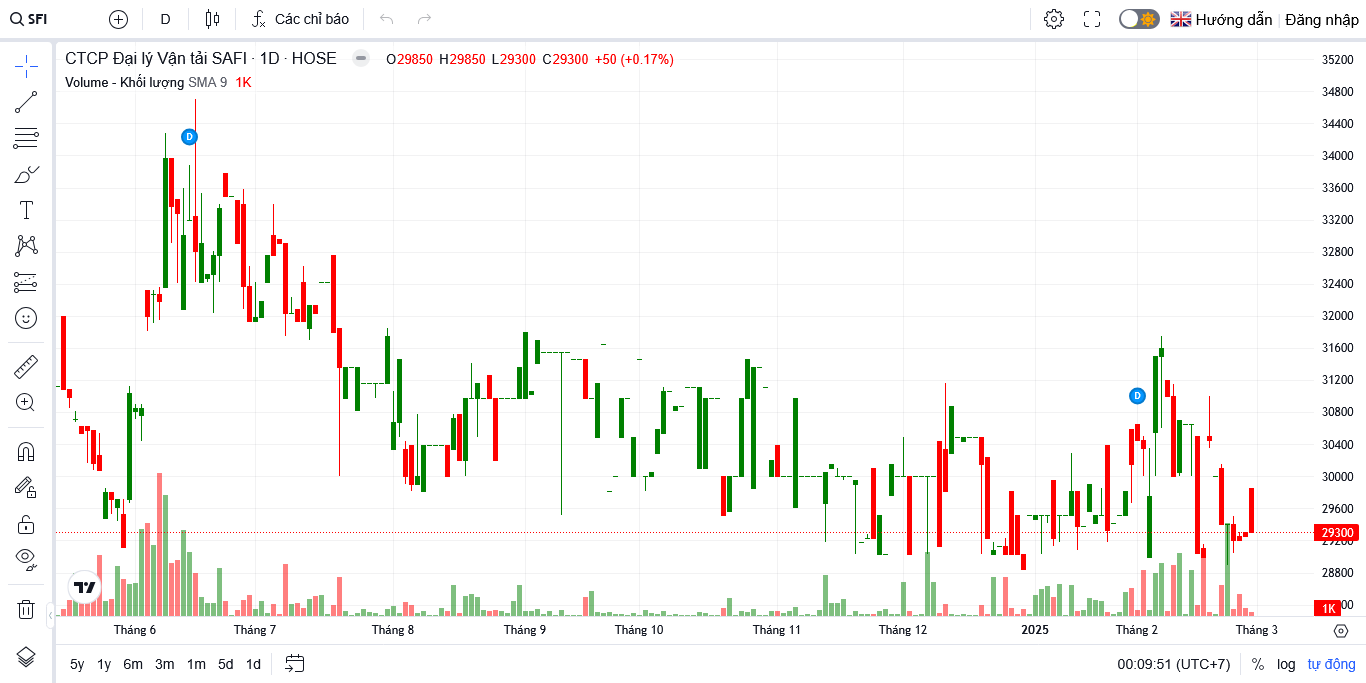 SFI D Các chỉ báo Hướng dẫn Đăng nhập
CTCP Đại lý Vận tải SAFI · 1D · HOSE O29850 H29850 L29300 C29300 +50 (+0.17%)
Volume - Khối lượng SMA 9 1K
D
D
35200
34800
34400
34000
33600
33200
32800
32400
32000
31600
31200
30800
30400
30000
29600
29300
29200
28800
1K
Tháng 6 Tháng 7 Tháng 8 Tháng 9 Tháng 10 Tháng 11 Tháng 12 2025 Tháng 2 Tháng 3
5y 1y 6m 3m 1m 5d 1d 00:09:51 (UTC+7) % log tự động